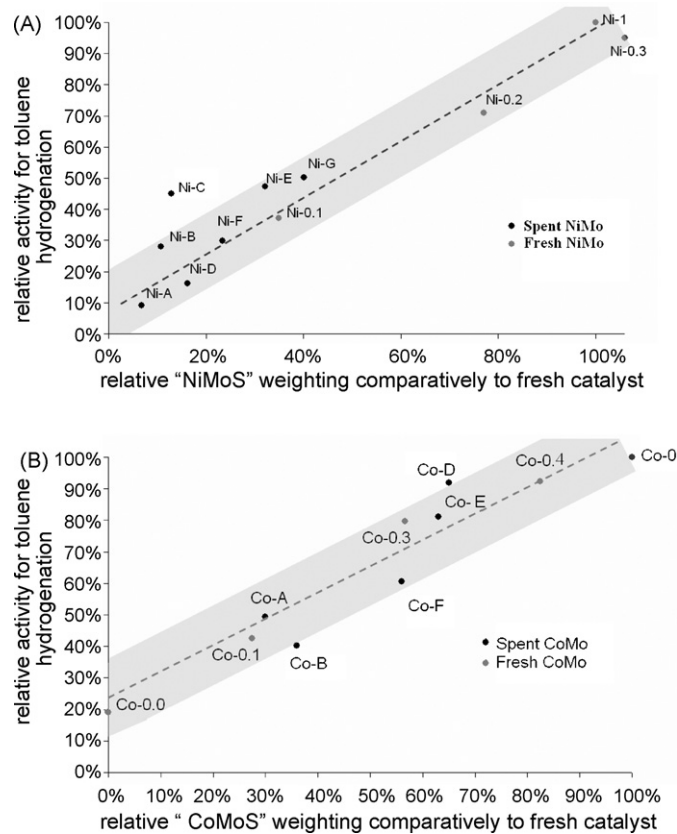 (A)
relative activity for toluene
hydrogenation
100%
90%
80%
70%
60%
50%
40%
30%
20%
10%
0%
Ni-1
Ni-0.3
Ni-0.2
Ni-G
Ni-E
Ni-C
Ni-0.1
Ni-F
Ni-B
Ni-D
Ni-A
Spent NiMo
Fresh NiMo
0% 20% 40% 60% 80% 100%
relative “NiMoS” weighting comparatively to fresh catalyst
(B)
relative activity for toluene
hydrogenation
100%
90%
80%
70%
60%
50%
40%
30%
20%
10%
0%
Co-0
Co-0.4
Co-D
Co- E
Co-0.3
Co-F
Co-A
Co-0.1
Co-B
Co-0.0
Spent CoMo
Fresh CoMo
0% 10% 20% 30% 40% 50% 60% 70% 80% 90% 100%
relative “ CoMoS” weighting comparatively to fresh catalyst